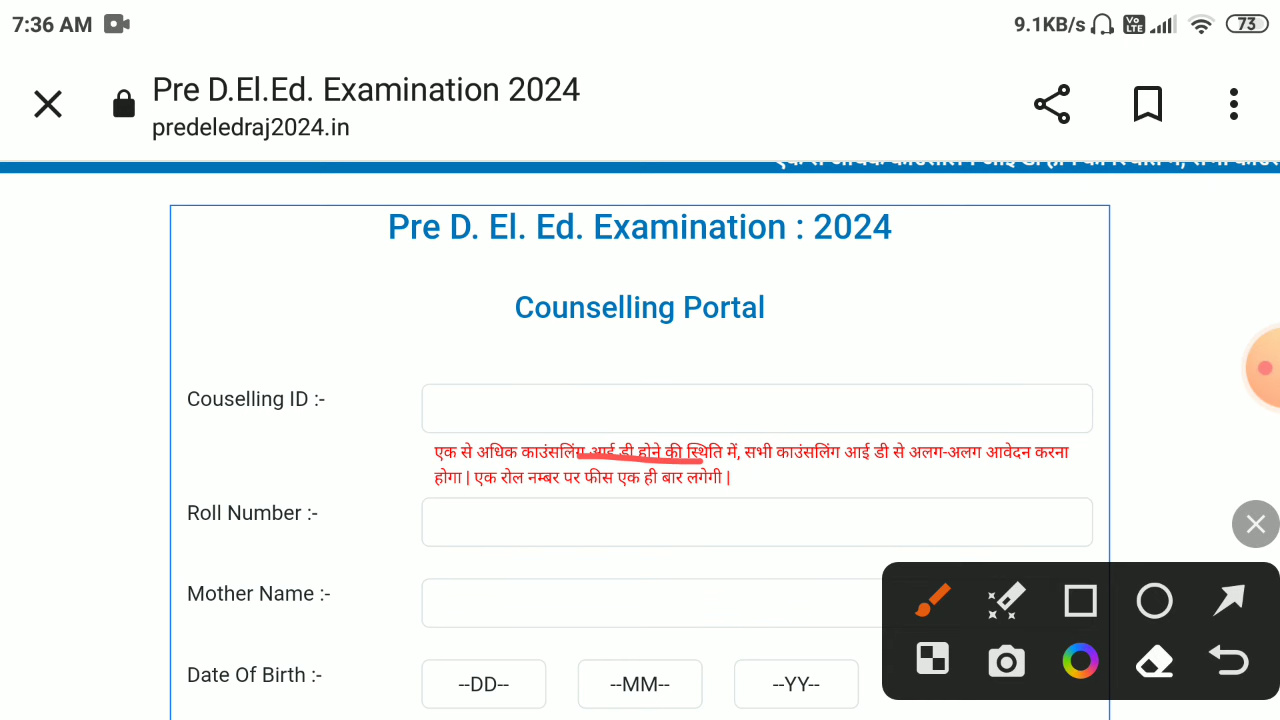 7:36 AM 9.1KB/s Vo LTE 73
Pre D.El.Ed. Examination 2024
predeledraj2024.in
Pre D. El. Ed. Examination : 2024
Counselling Portal
Couselling ID :-
एक से अधिक काउंसलिंग आई डी होने की स्थिति में, सभी काउंसलिंग आई डी से अलग-अलग आवेदन करना
होगा | एक रोल नम्बर पर फीस एक ही बार लगेगी |
Roll Number :-
Mother Name :-
Date Of Birth :- --DD-- --MM-- --YY--